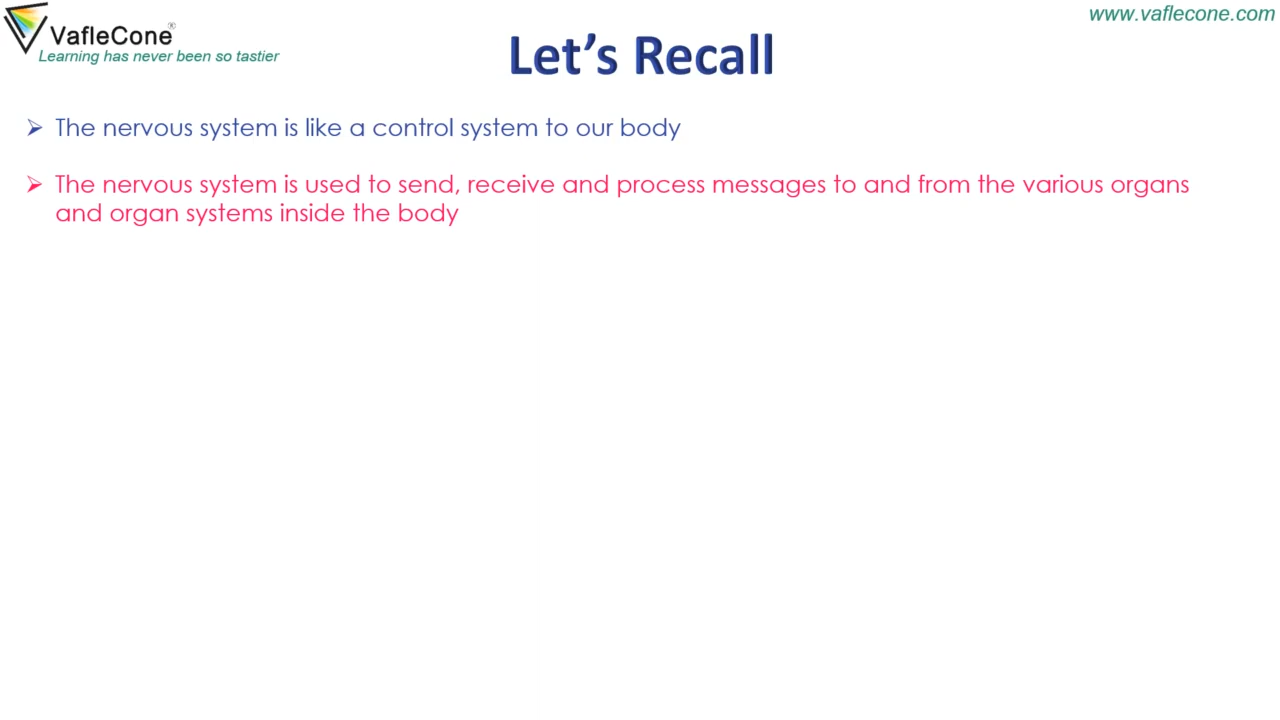 VafleCone®
Learning has never been so tastier
www.vaflecone.com
Let's Recall
➢ The nervous system is like a control system to our body
➢ The nervous system is used to send, receive and process messages to and from the various organs
and organ systems inside the body